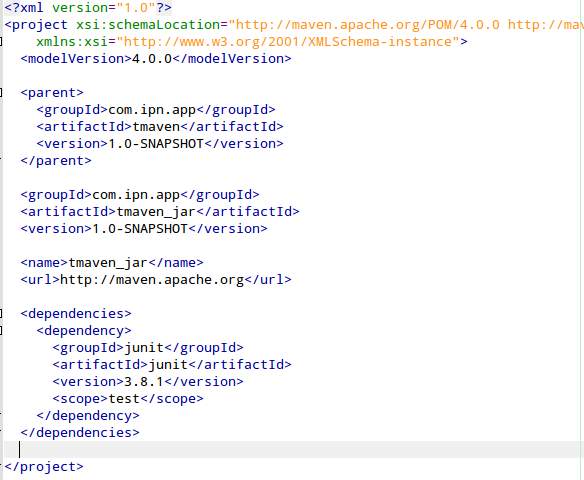 <?xml version="1.0"?>
<project xsi:schemaLocation="http://maven.apache.org/POM/4.0.0 http://mav
xmlns:xsi="http://www.w3.org/2001/XMLSchema-instance">
<modelVersion>4.0.0</modelVersion>
<parent>
<groupId>com.ipn.app</groupId>
<artifactId>tmaven</artifactId>
<version>1.0-SNAPSHOT</version>
</parent>
<groupId>com.ipn.app</groupId>
<artifactId>tmaven_jar</artifactId>
<version>1.0-SNAPSHOT</version>
<name>tmaven_jar</name>
<url>http://maven.apache.org</url>
<dependencies>
<dependency>
<groupId>junit</groupId>
<artifactId>junit</artifactId>
<version>3.8.1</version>
<scope>test</scope>
</dependency>
</dependencies>
</project>